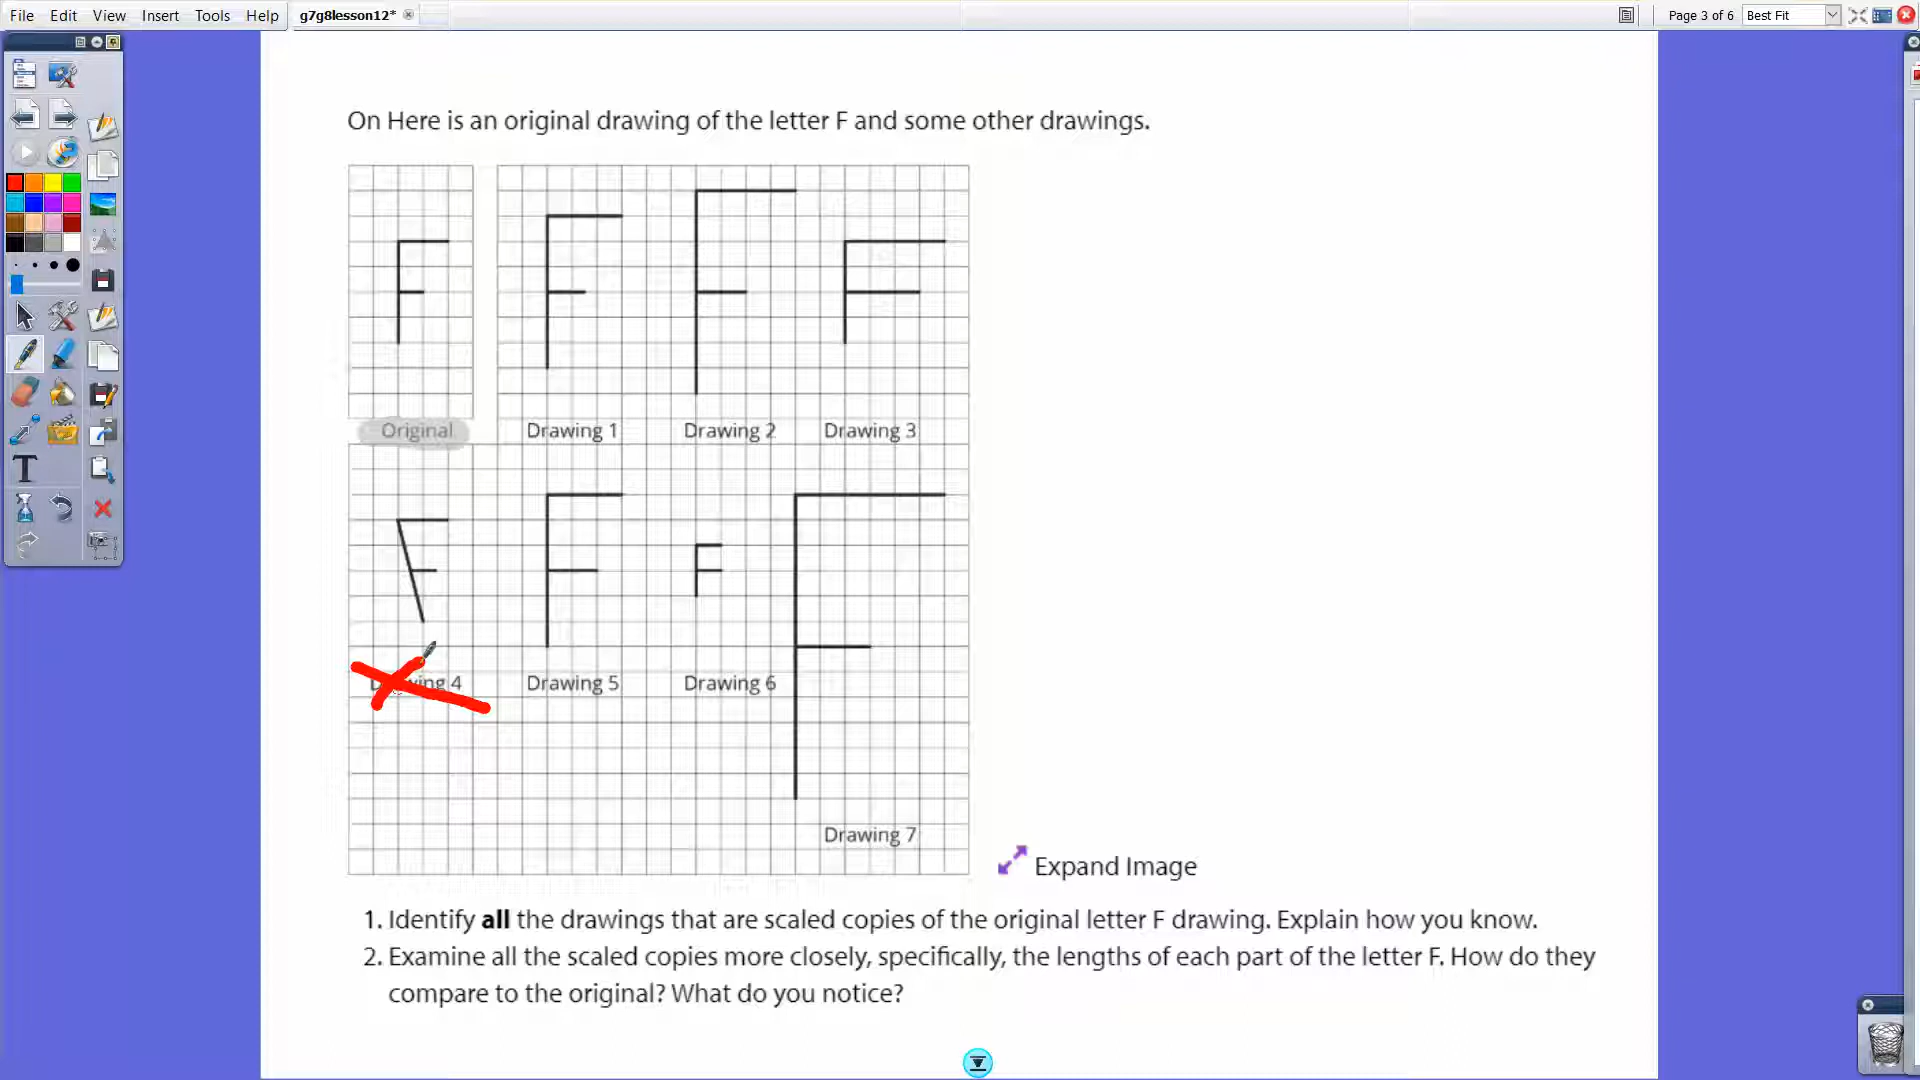 File Edit View Insert Tools Help g7g8lesson12* Page 3 of 6 Best Fit
On Here is an original drawing of the letter F and some other drawings.
Original Drawing 1 Drawing 2 Drawing 3
4 Drawing 5 Drawing 6
Drawing 7
Expand Image
1. Identify all the drawings that are scaled copies of the original letter F drawing. Explain how you know.
2. Examine all the scaled copies more closely, specifically, the lengths of each part of the letter F. How do they
compare to the original? What do you notice?